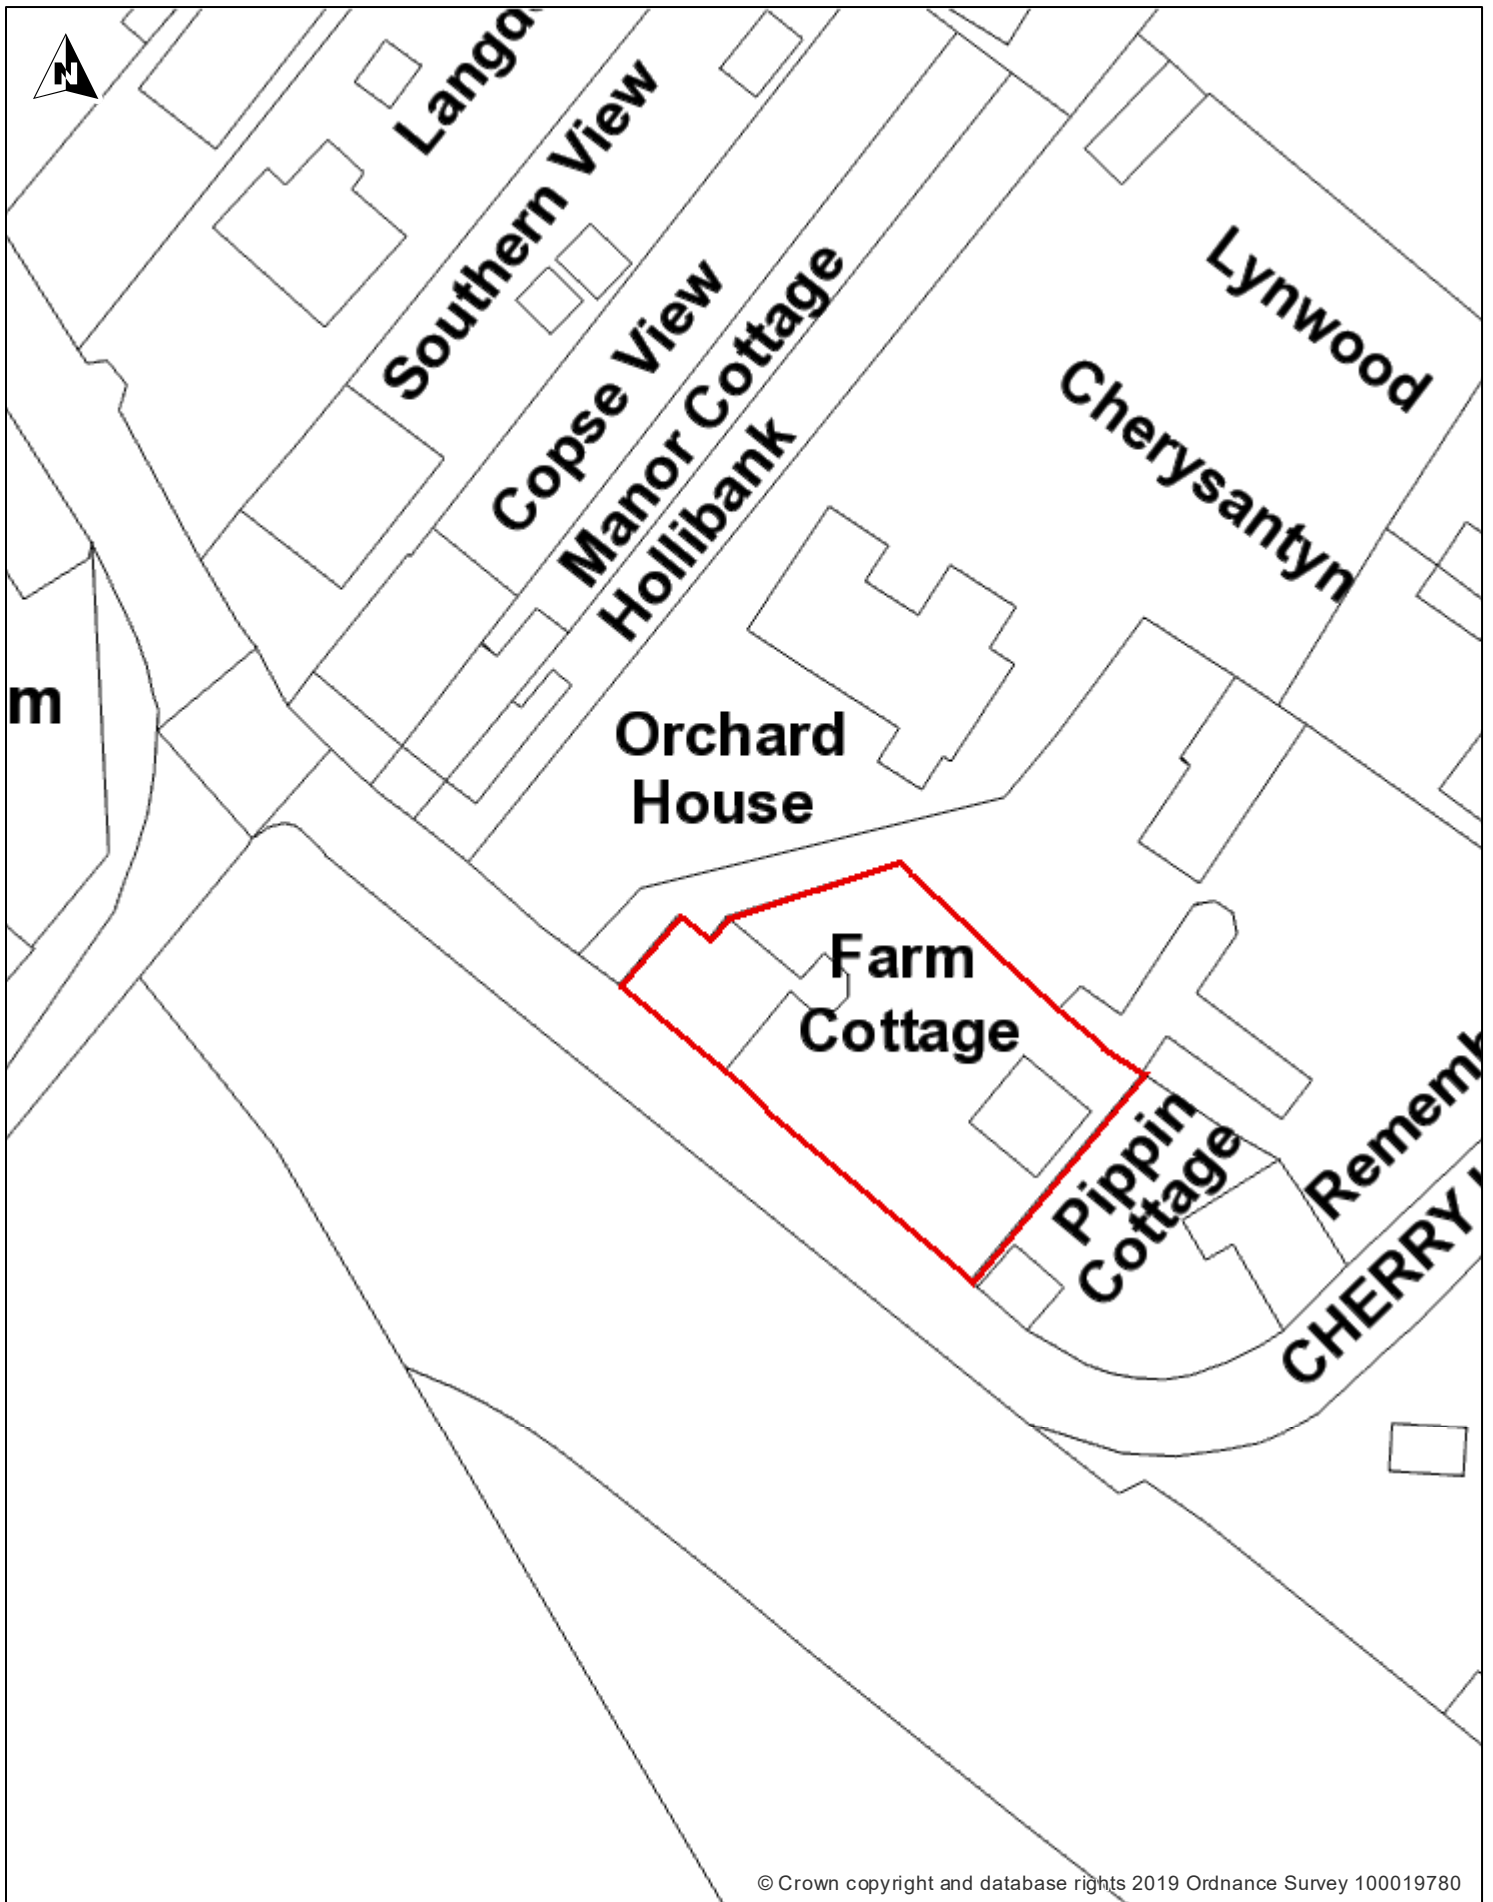 N
Southern View
Copse View
Manor Cottage
Hollibank
Lynwood
Cherysantyn
Orchard
House
Farm
Cottage
Pippin
Cottage
CHERRY
© Crown copyright and database rights 2019 Ordnance Survey 100019780